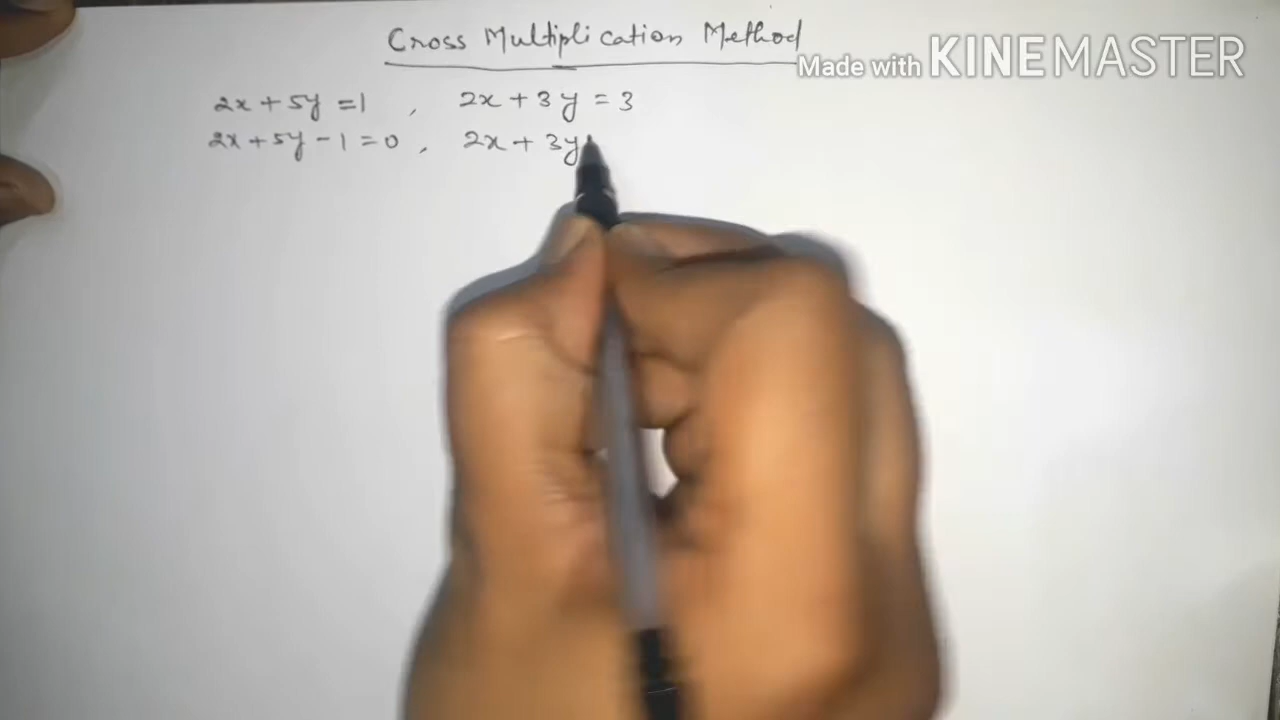 Cross Multiplication Method
Made with KINEMASTER
2x + 5y = 1 , 2x + 3y = 3
2x + 5y - 1 = 0 , 2x + 3y